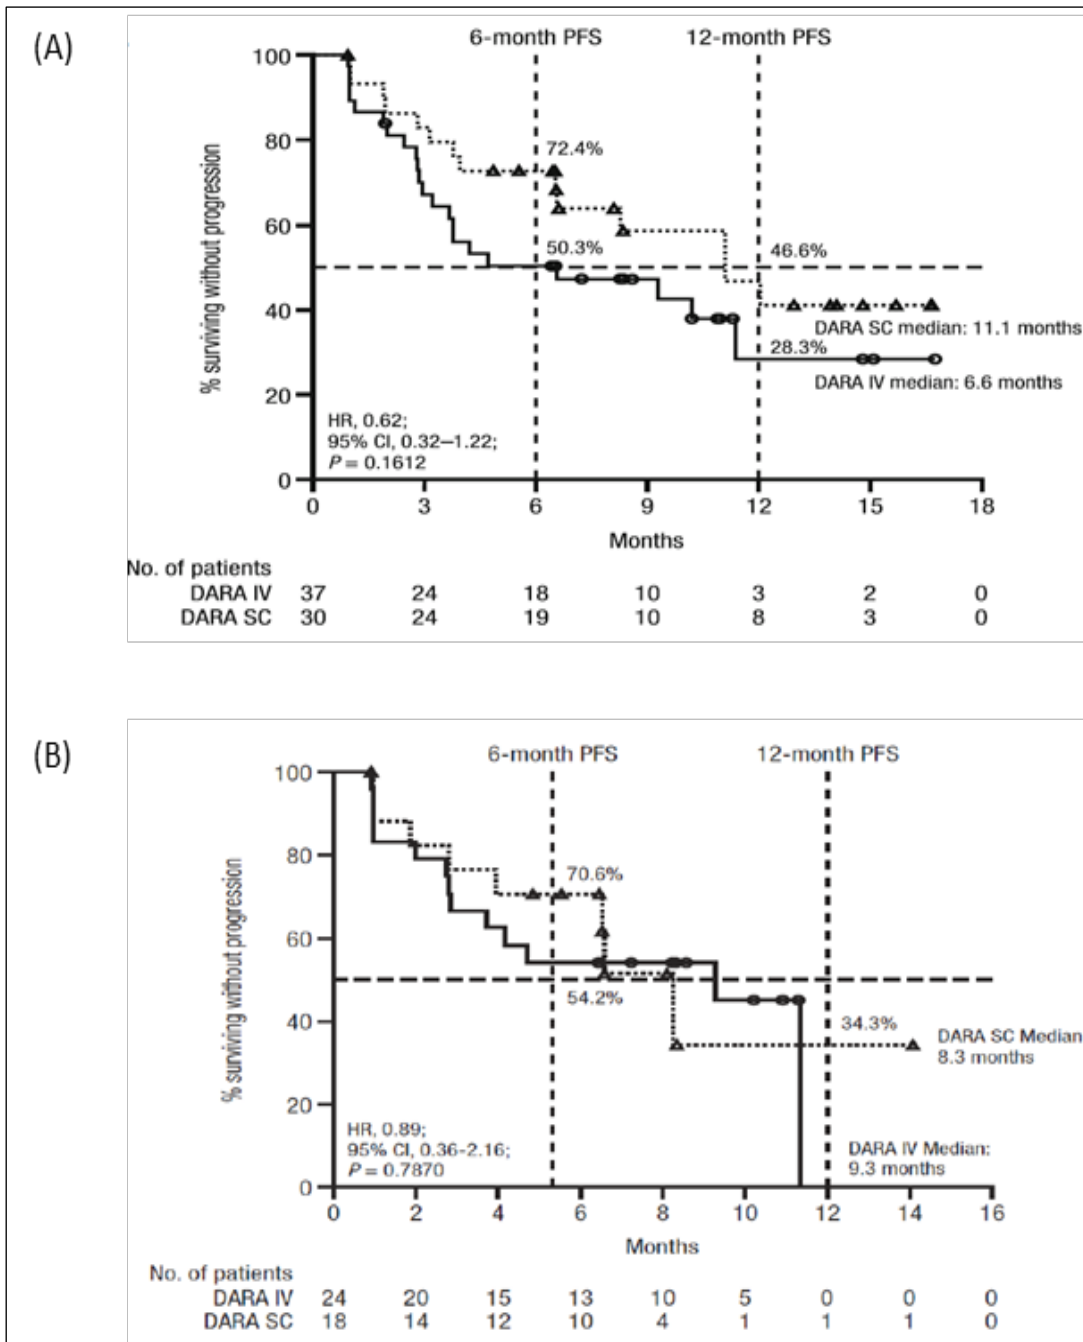 (A)
6-month PFS 12-month PFS
100
80
60
40
20
0
% surviving without progression
72.4%
50.3%
46.6%
DARA SC median: 11.1 months
28.3%
DARA IV median: 6.6 months
HR, 0.62;
95% CI, 0.32–1.22;
P = 0.1612
0 3 6 9 12 15 18
Months
No. of patients
DARA IV 37 24 18 10 3 2 0
DARA SC 30 24 19 10 8 3 0
(B)
6-month PFS 12-month PFS
100
80
60
40
20
0
% surviving without progression
70.6%
54.2%
34.3%
DARA SC Median
8.3 months
HR, 0.89;
95% CI, 0.36-2.16;
P = 0.7870
DARA IV Median:
9.3 months
0 2 4 6 8 10 12 14 16
Months
No. of patients
DARA IV 24 20 15 13 10 5 0 0 0
DARA SC 18 14 12 10 4 1 1 1 0